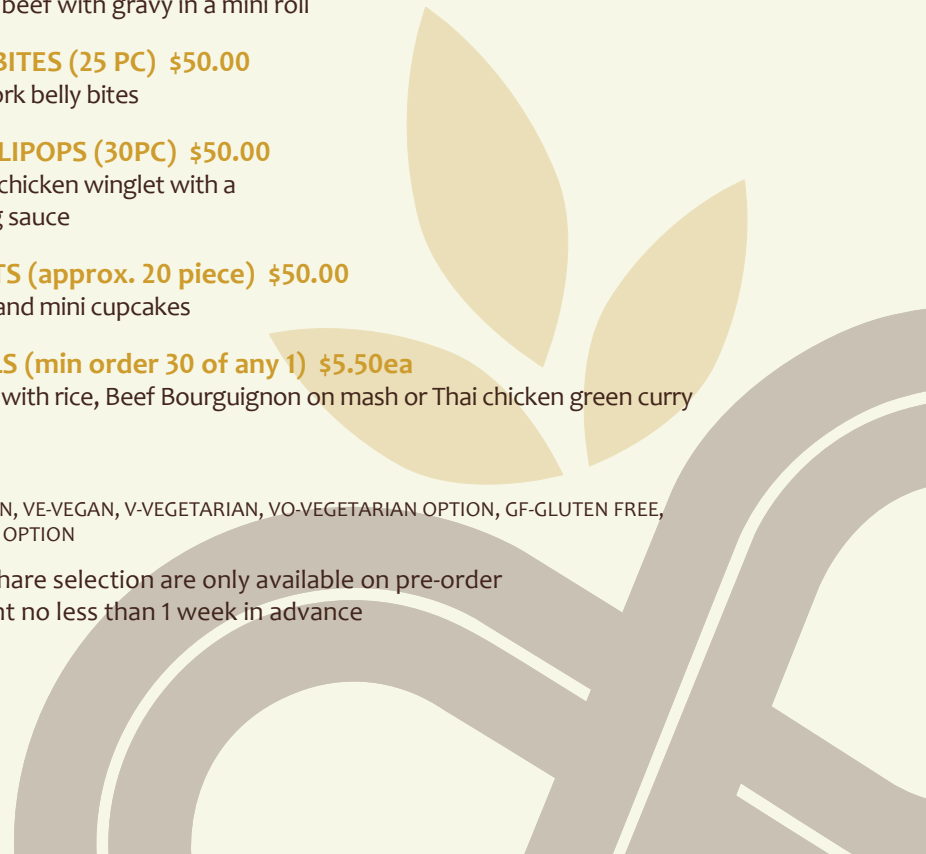 beef with gravy in a mini roll
BITES (25 PC) $50.00
ork belly bites
LLIPOPS (30PC) $50.00
chicken winglet with a
g sauce
TS (approx. 20 piece) $50.00
and mini cupcakes
LS (min order 30 of any 1) $5.50ea
with rice, Beef Bourguignon on mash or Thai chicken green curry
N, VE-VEGAN, V-VEGETARIAN, VO-VEGETARIAN OPTION, GF-GLUTEN FREE,
OPTION
hare selection are only available on pre-order
nt no less than 1 week in advance